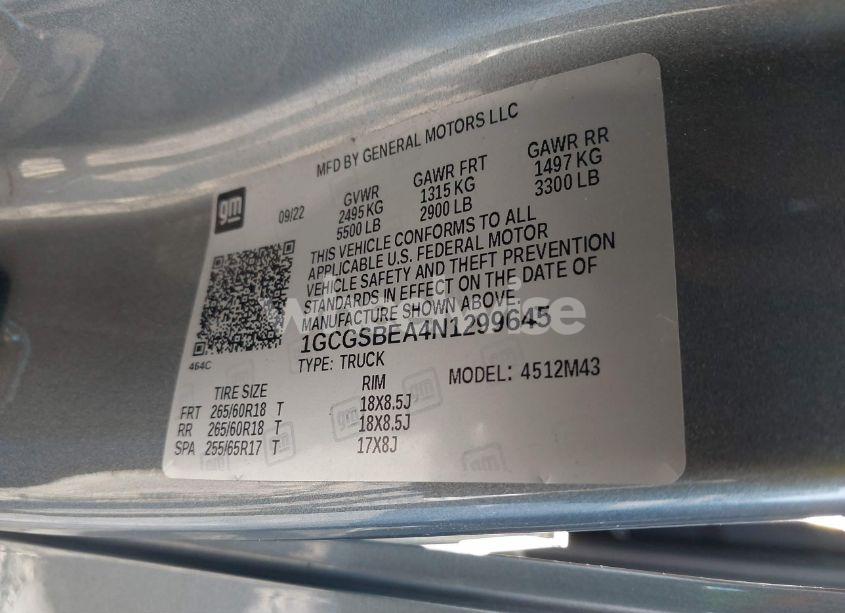 MFD BY GENERAL MOTORS LLC
gm
09/22
GVWR GAWR FRT GAWR RR
2495 KG 1315 KG 1497 KG
5500 LB 2900 LB 3300 LB
THIS VEHICLE CONFORMS TO ALL
APPLICABLE U.S. FEDERAL MOTOR
VEHICLE SAFETY AND THEFT PREVENTION
STANDARDS IN EFFECT ON THE DATE OF
MANUFACTURE SHOWN ABOVE.
1GCGSBEA4N1299645
464C
TYPE: TRUCK
MODEL: 4512M43
TIRE SIZE RIM
FRT 265/60R18 T 18X8.5J
RR 265/60R18 T 18X8.5J
SPA 255/65R17 T 17X8J
gm
gm
gm